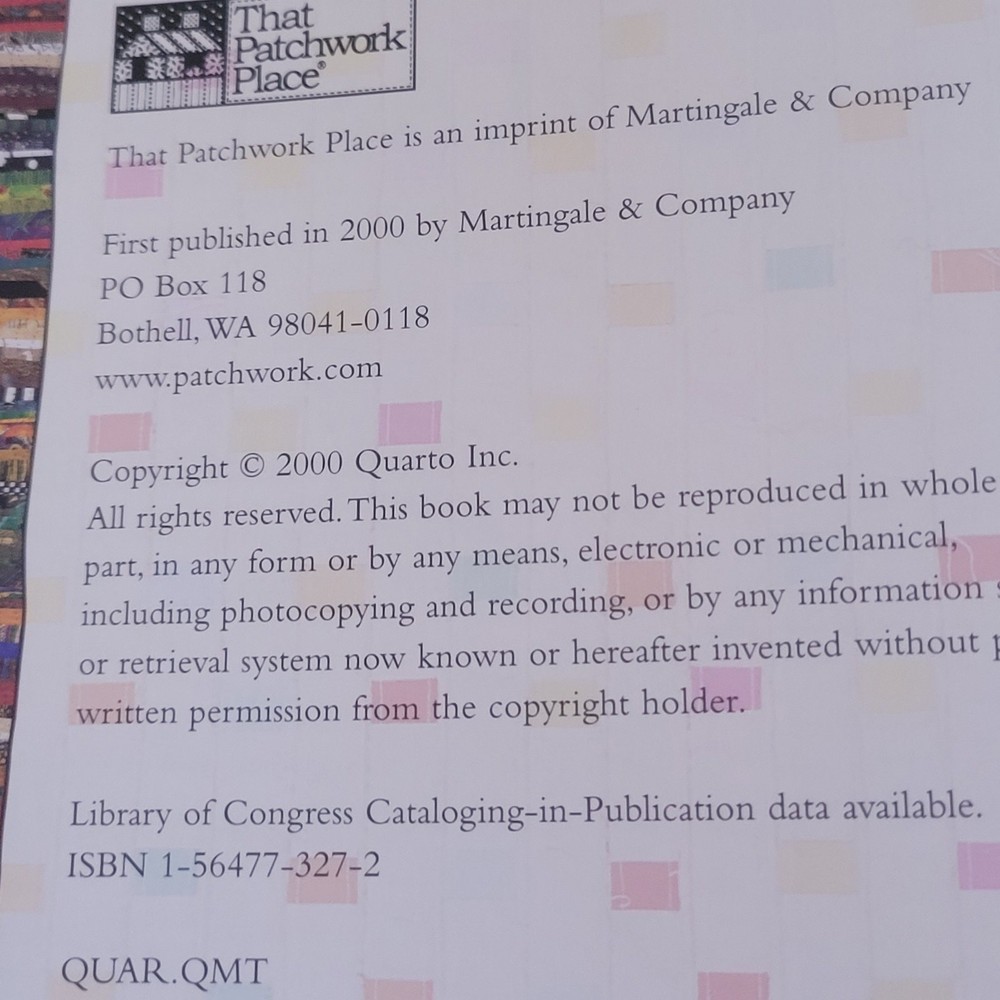 That
Patchwork
Place®
That Patchwork Place is an imprint of Martingale & Company
First published in 2000 by Martingale & Company
PO Box 118
Bothell, WA 98041-0118
www.patchwork.com
Copyright © 2000 Quarto Inc.
All rights reserved. This book may not be reproduced in whole
part, in any form or by any means, electronic or mechanical,
including photocopying and recording, or by any information
or retrieval system now known or hereafter invented without
written permission from the copyright holder.
Library of Congress Cataloging-in-Publication data available.
ISBN 1-56477-327-2
QUAR.QMT